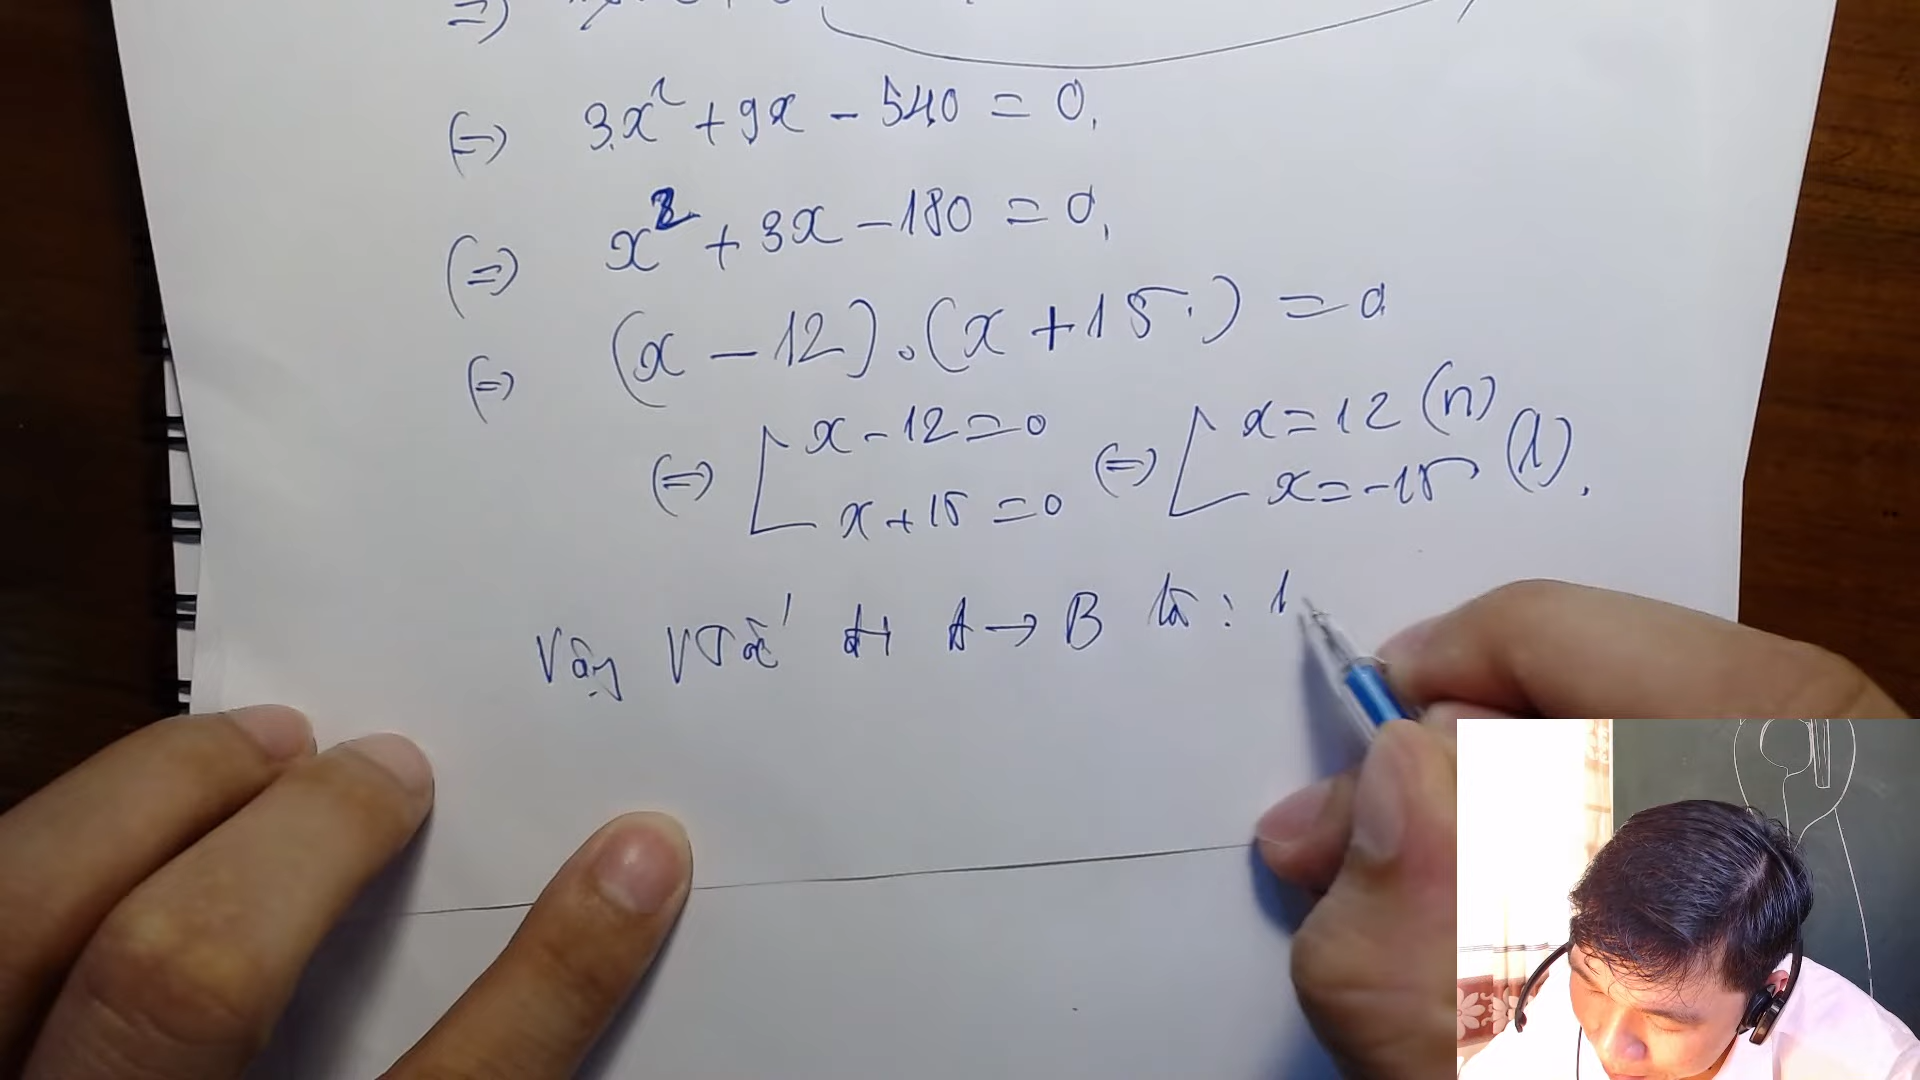 (=) 3x² + 9x - 540 = 0.
(=) x² + 3x - 180 = 0.
(=) (x - 12).(x + 15) = 0
(=) [ x - 12 = 0 (=) [ x = 12 (n)
x + 15 = 0 x = -15 (l).
Vậy VTốc đi A → B là : 1